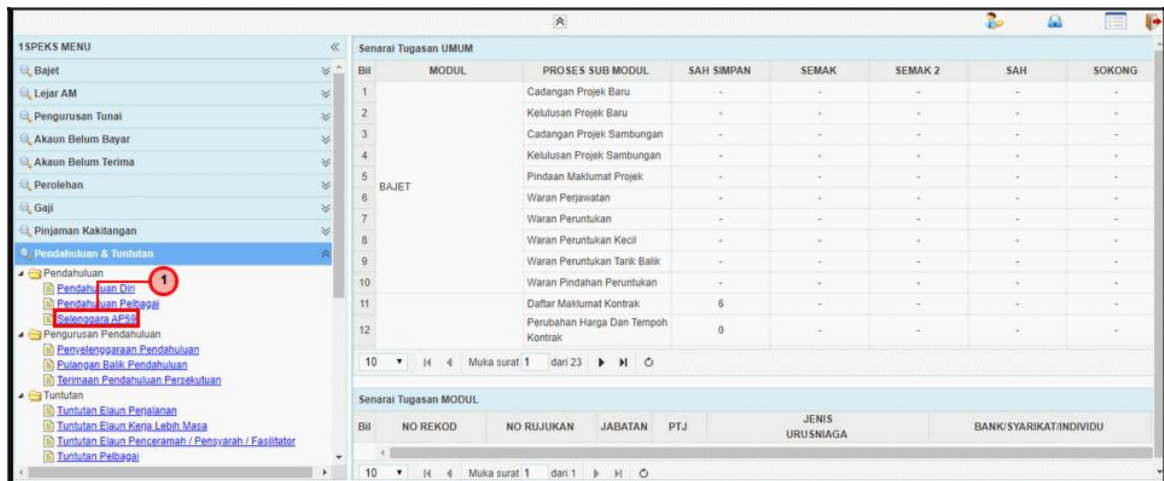 1SPEKS MENU
Bajet
Lejar AM
Pengurusan Tunai
Akaun Belum Bayar
Akaun Belum Terima
Perolehan
Gaji
Pinjaman Kakitangan
Pendahuluan & Tuntutan
Pendahuluan
1
Pendahuluan Diri
Pendahuluan Pelbagai
Selenggara AP59
Pengurusan Pendahuluan
Penyelenggaraan Pendahuluan
Pulangan Balik Pendahuluan
Terimaan Pendahuluan Persekutuan
Tuntutan
Tuntutan Elaun Perjalanan
Tuntutan Elaun Kerja Lebih Masa
Tuntutan Elaun Penceramah / Pensyarah / Fasilitator
Tuntutan Pelbagai
Senarai Tugasan UMUM
Bil MODUL PROSES SUB MODUL SAH SIMPAN SEMAK SEMAK 2 SAH SOKONG
1 Cadangan Projek Baru - - - - -
2 Kelulusan Projek Baru - - - - -
3 Cadangan Projek Sambungan - - - - -
4 Kelulusan Projek Sambungan - - - - -
5 Pindaan Maklumat Projek - - - - -
BAJET
6 Waran Perjawatan - - - - -
7 Waran Peruntukan - - - - -
8 Waran Peruntukan Kecil - - - - -
9 Waran Peruntukan Tarik Balik - - - - -
10 Waran Pindahan Peruntukan - - - - -
11 Daftar Maklumat Kontrak 6 - - - -
12 Perubahan Harga Dan Tempoh 0 - - - -
Kontrak
10 Muka surat 1 dari 23
Senarai Tugasan MODUL
Bil NO REKOD NO RUJUKAN JABATAN PTJ JENIS BANK/SYARIKAT/INDIVIDU
URUSNIAGA
10 Muka surat 1 dari 1